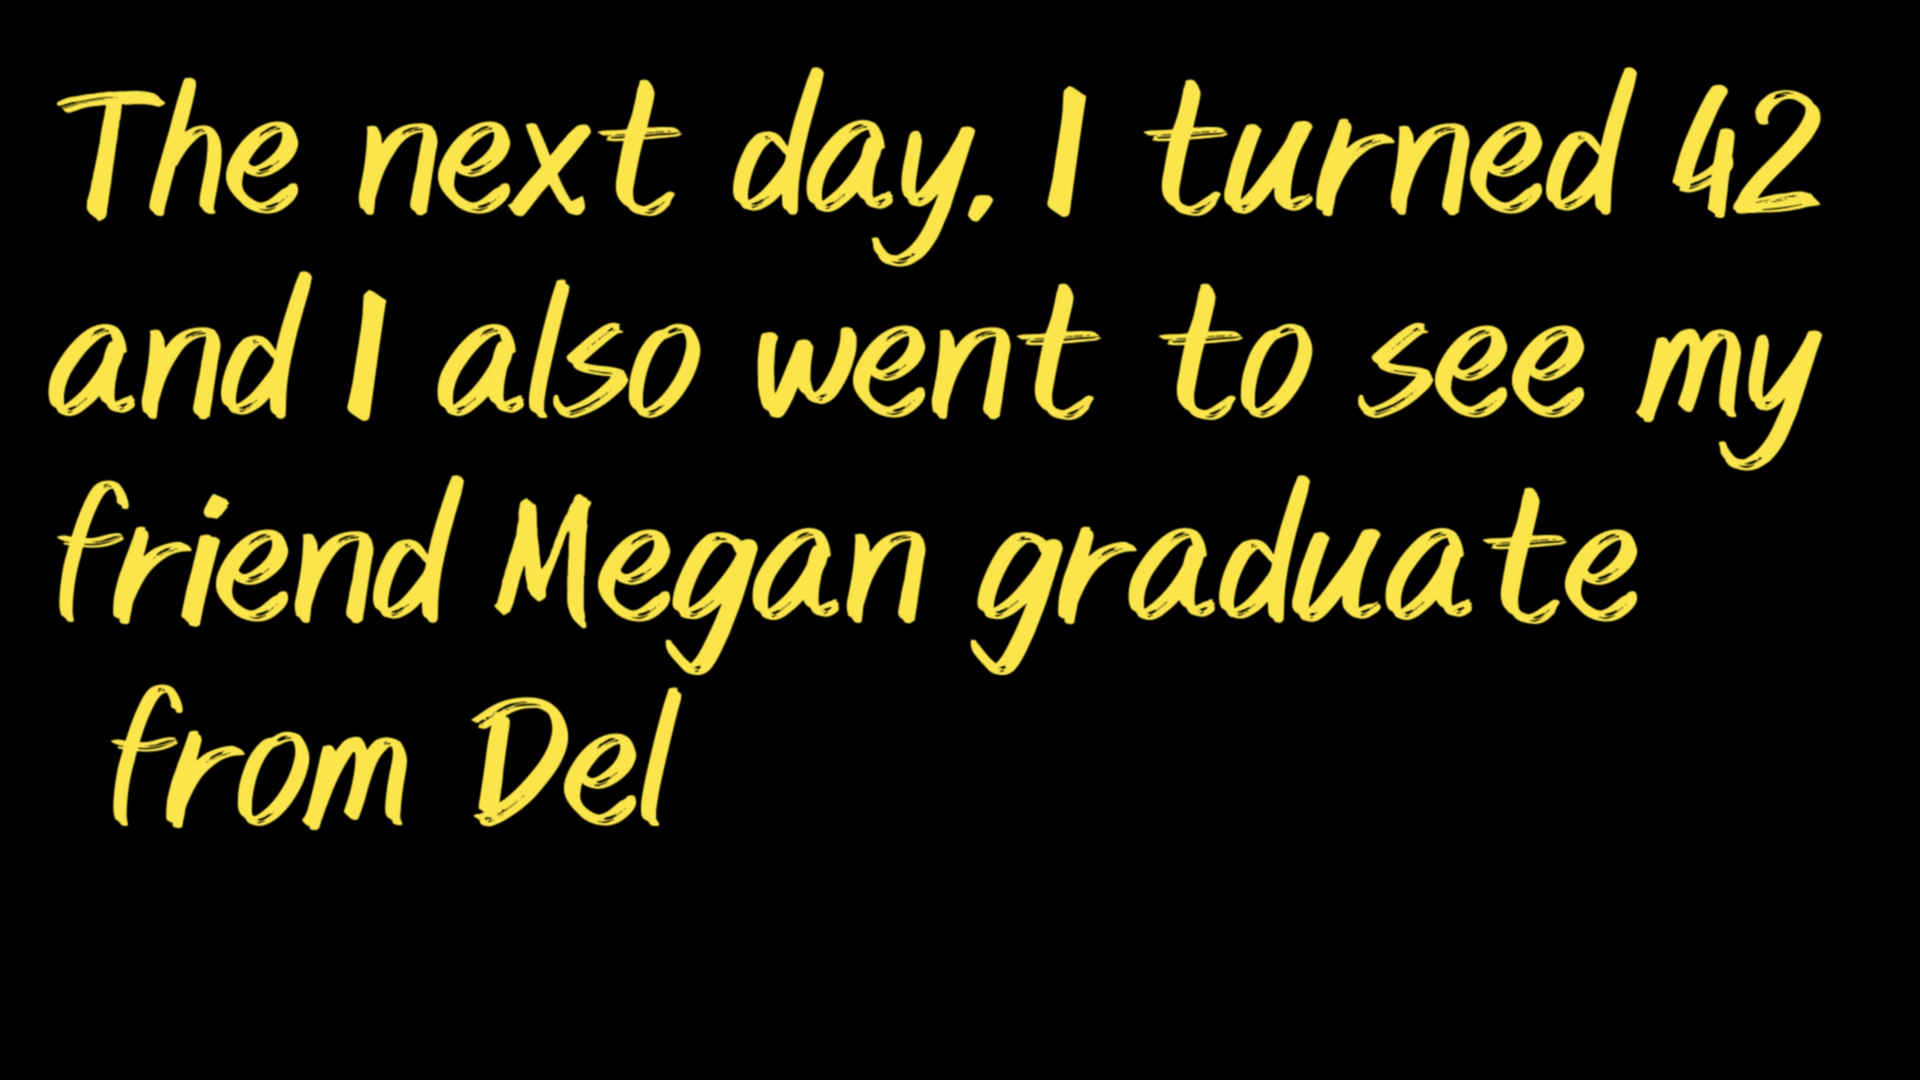 The next day, I turned 42
and I also went to see my
friend Megan graduate
from Del